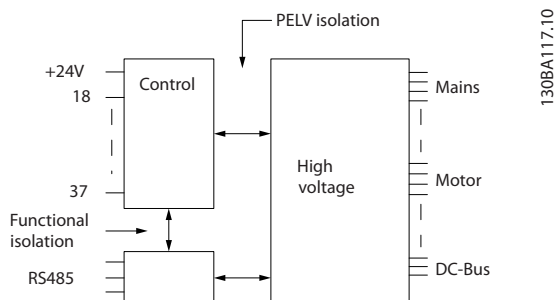 PELV isolation
130BA117.10
+24V
Control
18
Mains
High
voltage
37
Motor
Functional
isolation
RS485
DC-Bus